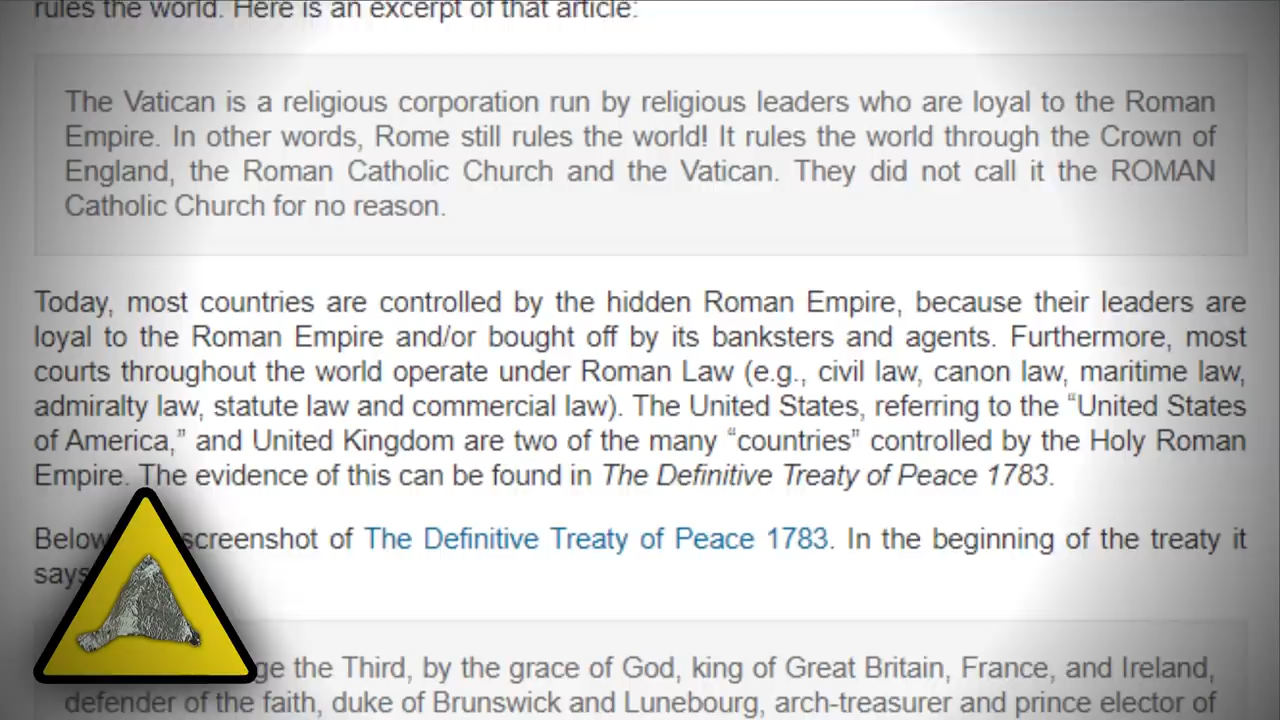 rules the world. Here is an excerpt of that article:
The Vatican is a religious corporation run by religious leaders who are loyal to the Roman
Empire. In other words, Rome still rules the world! It rules the world through the Crown of
England, the Roman Catholic Church and the Vatican. They did not call it the ROMAN
Catholic Church for no reason.
Today, most countries are controlled by the hidden Roman Empire, because their leaders are
loyal to the Roman Empire and/or bought off by its banksters and agents. Furthermore, most
courts throughout the world operate under Roman Law (e.g., civil law, canon law, maritime law,
admiralty law, statute law and commercial law). The United States, referring to the “United States
of America,” and United Kingdom are two of the many “countries” controlled by the Holy Roman
Empire. The evidence of this can be found in The Definitive Treaty of Peace 1783.
Below screenshot of The Definitive Treaty of Peace 1783. In the beginning of the treaty it
says
the Third, by the grace of God, king of Great Britain, France, and Ireland,
defender of the faith, duke of Brunswick and Lunebourg, arch-treasurer and prince elector of